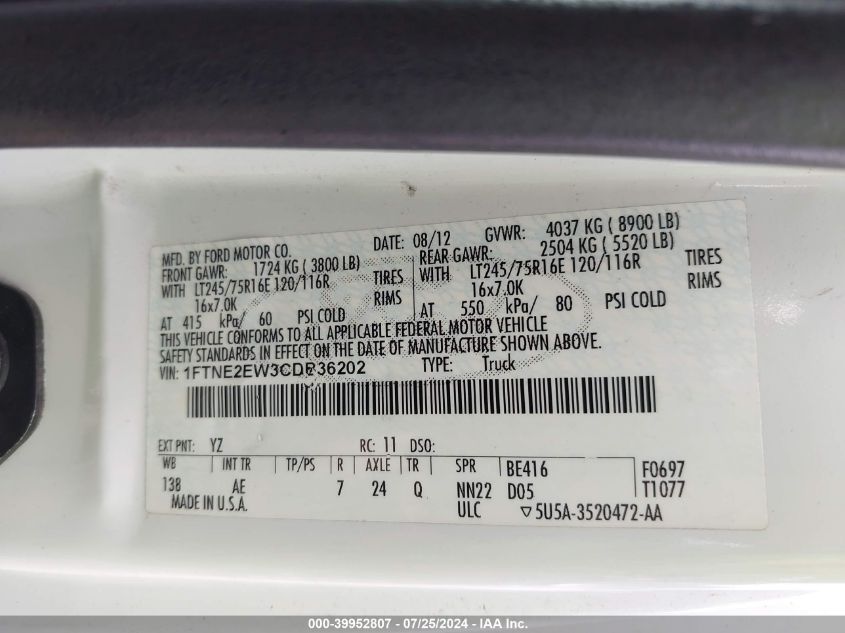 MFD. BY FORD MOTOR CO.   DATE: 08/12   GVWR: 4037 KG ( 8900 LB)
FRONT GAWR: 1724 KG ( 3800 LB)   REAR GAWR: 2504 KG ( 5520 LB)
WITH LT245/75R16E 120/116R TIRES   WITH LT245/75R16E 120/116R TIRES
16x7.0K RIMS   16x7.0K RIMS
AT 415 kPa/ 60 PSI COLD   AT 550 kPa/ 80 PSI COLD
THIS VEHICLE CONFORMS TO ALL APPLICABLE FEDERAL MOTOR VEHICLE
SAFETY STANDARDS IN EFFECT ON THE DATE OF MANUFACTURE SHOWN ABOVE.
VIN: 1FTNE2EW3CDB36202   TYPE: Truck
EXT PNT: YZ   RC: 11 DSO:
WB   INT TR   TP/PS   R   AXLE   TR   SPR   BE416   F0697
138   AE   7   24   Q   NN22   D05   T1077
MADE IN U.S.A.   ULC   ▽5U5A-3520472-AA
000-39952807 - 07/25/2024 - IAA Inc.